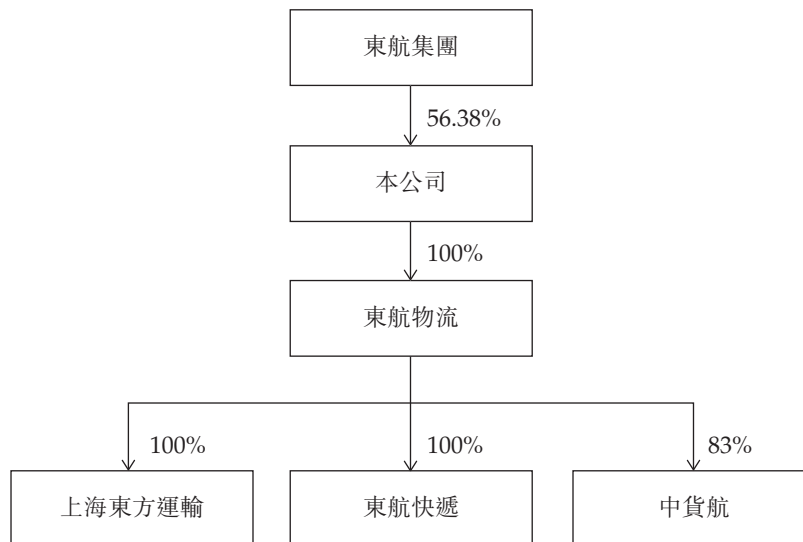 東航集團
56.38%
本公司
100%
東航物流
100%
100%
83%
上海東方運輸
東航快遞
中貨航